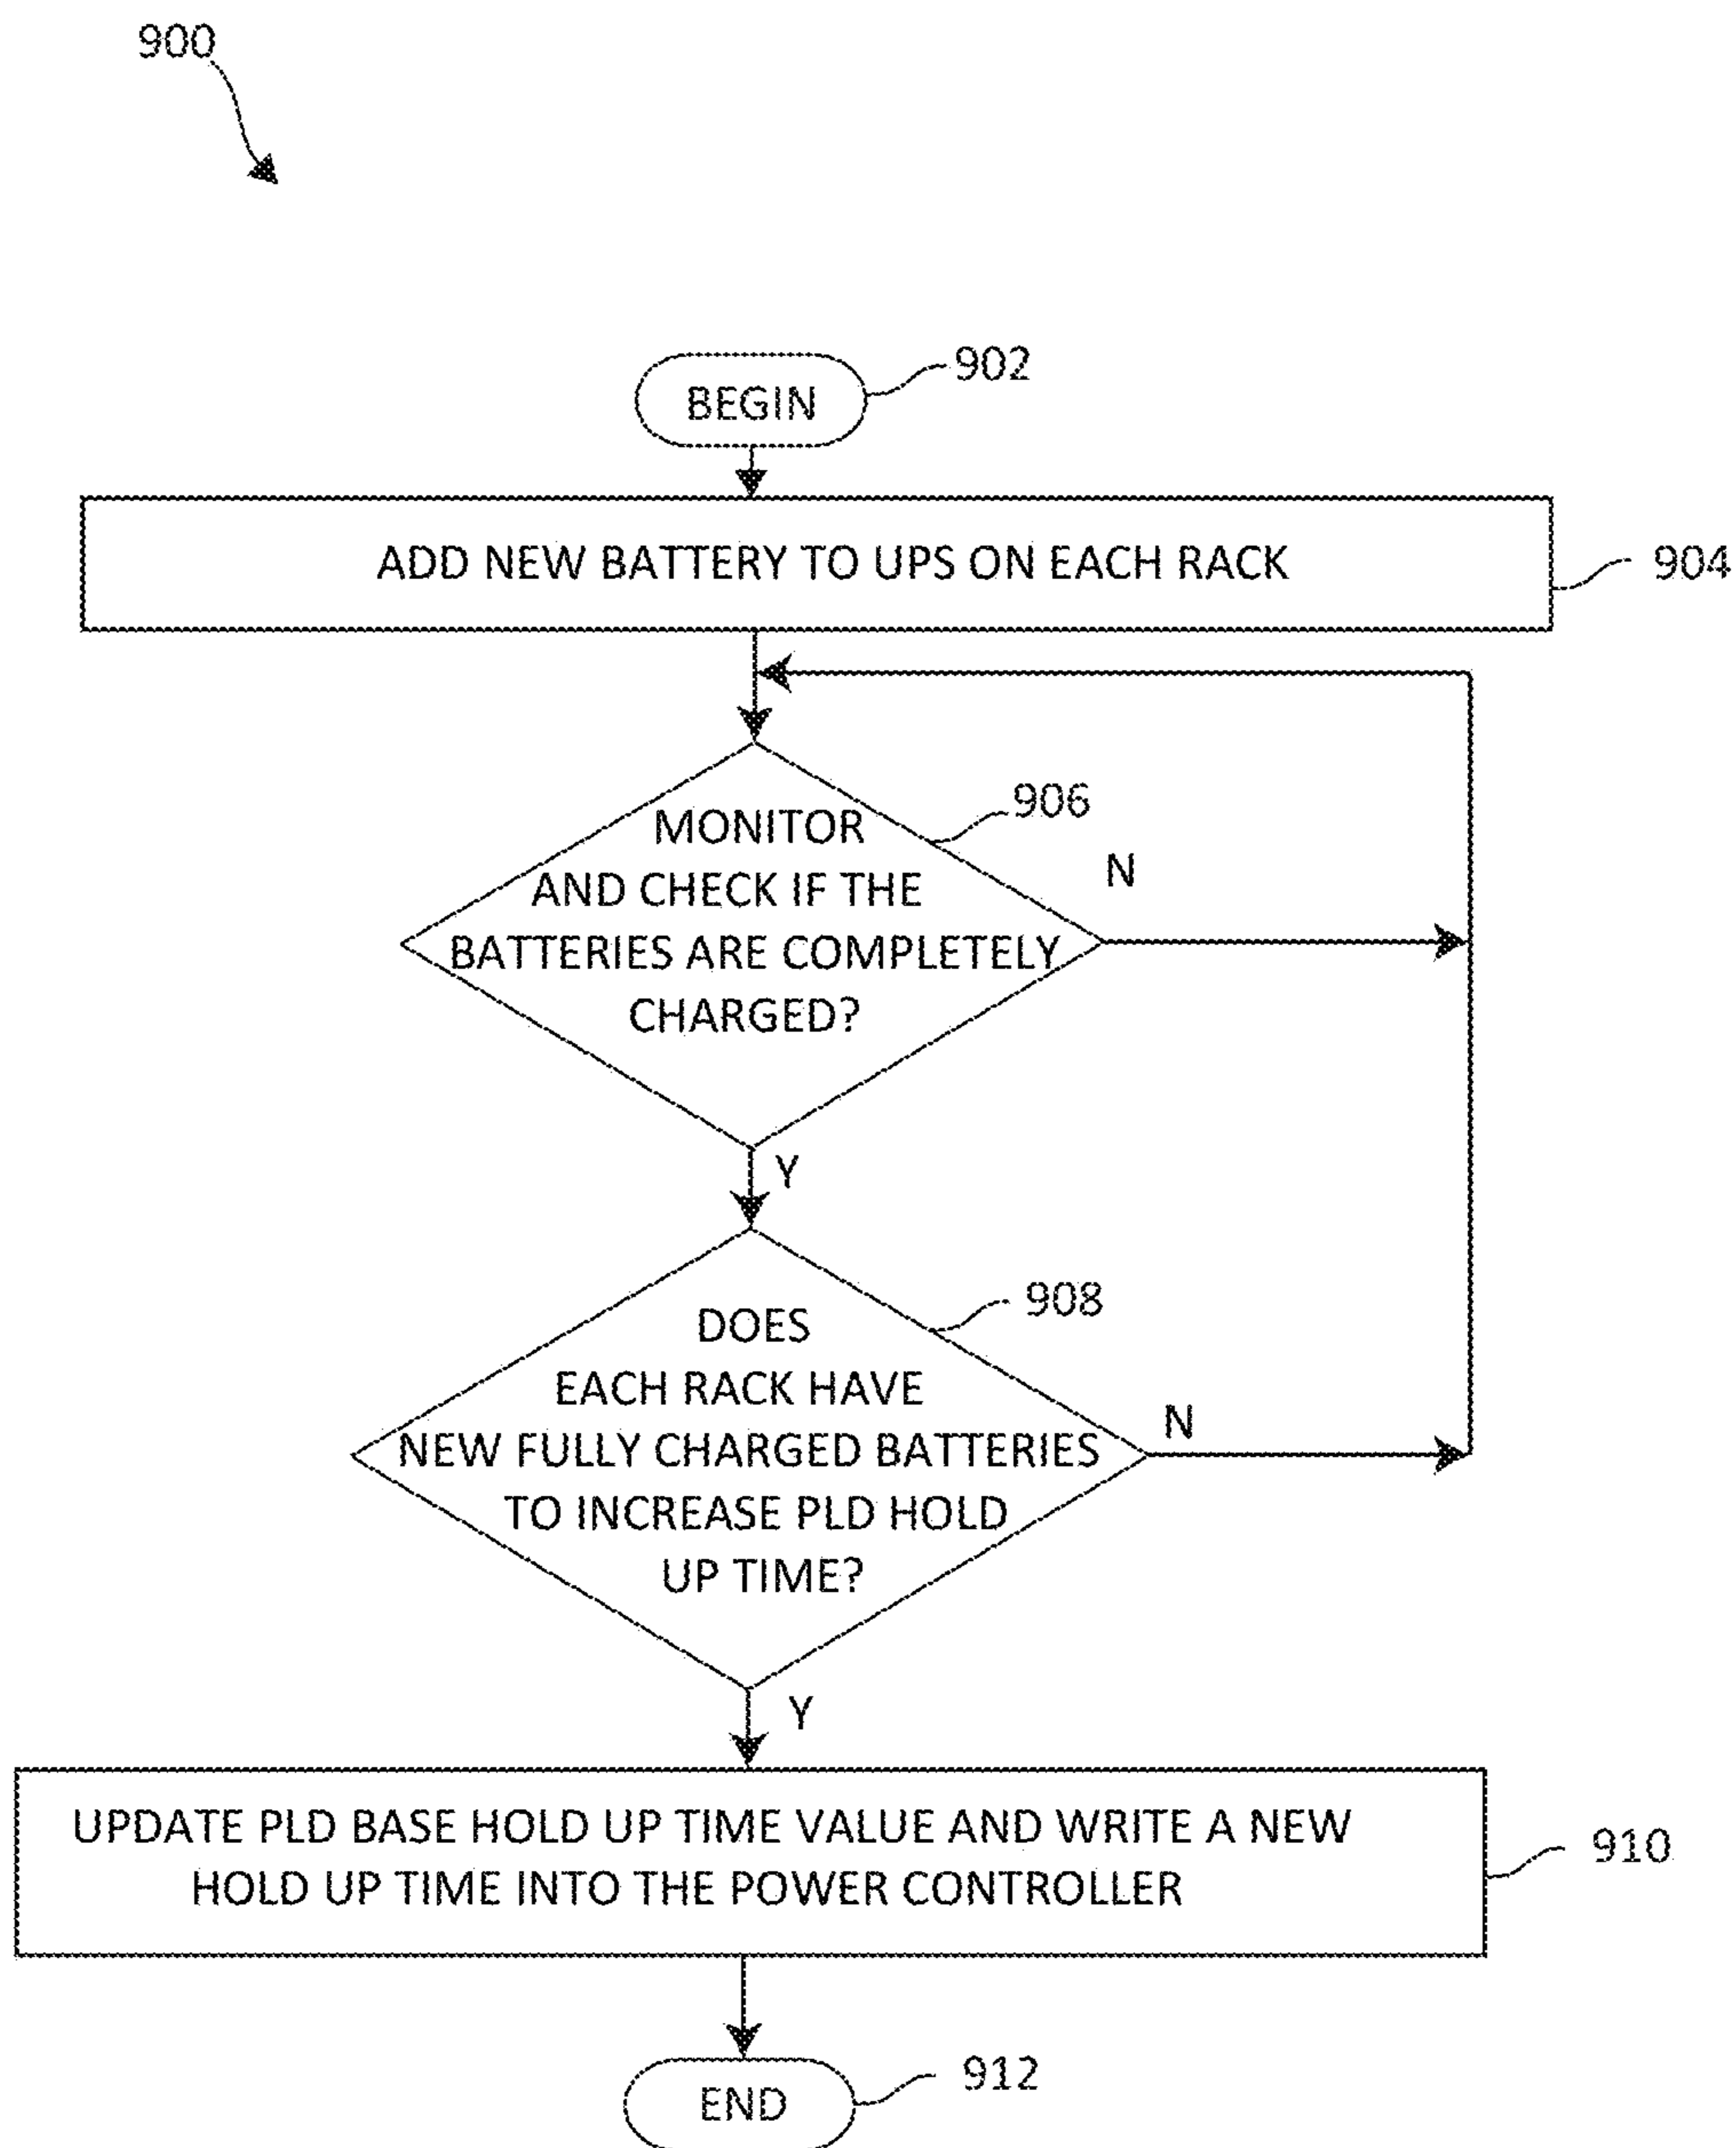 900
BEGIN
902
ADD NEW BATTERY TO UPS ON EACH RACK
904
MONITOR
AND CHECK IF THE
BATTERIES ARE COMPLETELY
CHARGED?
906
N
Y
DOES
EACH RACK HAVE
NEW FULLY CHARGED BATTERIES
TO INCREASE PLD HOLD
UP TIME?
908
N
Y
UPDATE PLD BASE HOLD UP TIME VALUE AND WRITE A NEW
HOLD UP TIME INTO THE POWER CONTROLLER
910
END
912